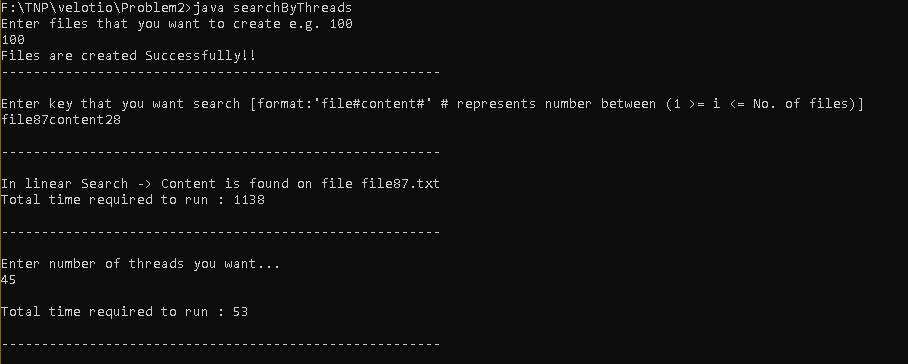 F:\TNP\velotio\Problem2>java searchByThreads
Enter files that you want to create e.g. 100
100
Files are created Successfully!!
-------------------------------------------------------
Enter key that you want search [format:'file#content#' # represents number between (1 >= i <= No. of files)]
file87content28
-------------------------------------------------------
In linear Search -> Content is found on file file87.txt
Total time required to run : 1138
-------------------------------------------------------
Enter number of threads you want...
45
Total time required to run : 53
-------------------------------------------------------